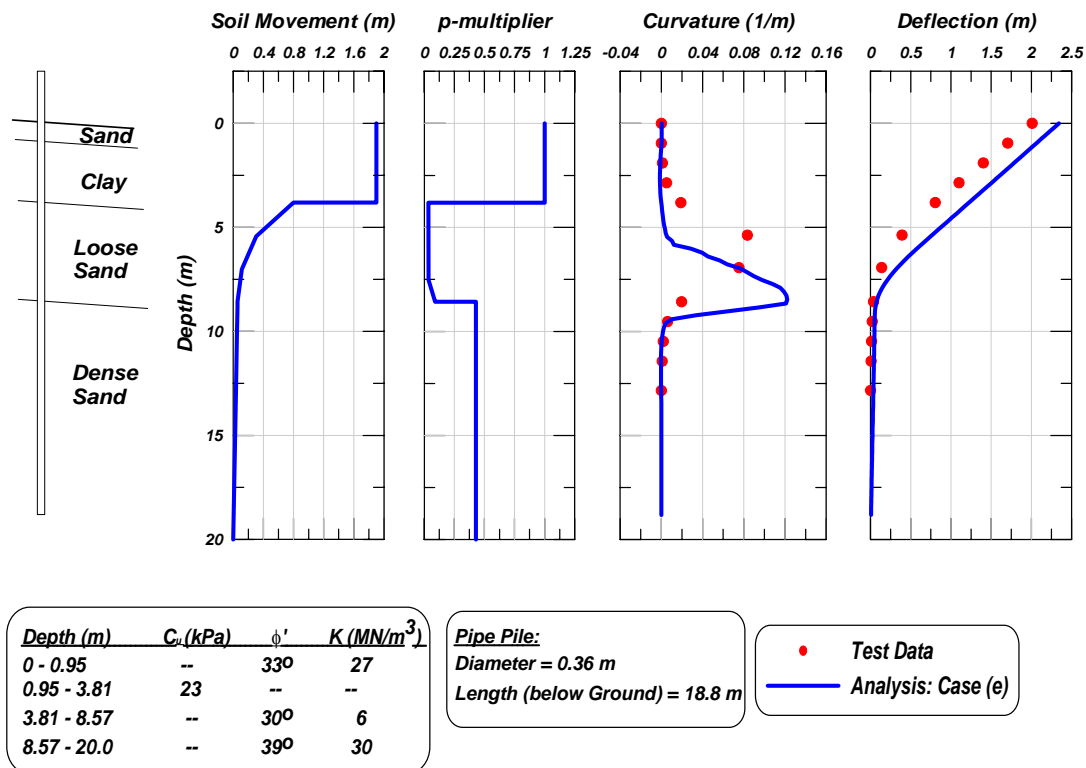 Soil Movement (m)
0 0.4 0.8 1.2 1.6 2
p-multiplier
0 0.25 0.5 0.75 1 1.25
Curvature (1/m)
-0.04 0 0.04 0.08 0.12 0.16
Deflection (m)
0 0.5 1 1.5 2 2.5
Sand
Clay
Loose
Sand
Dense
Sand
Depth (m)
0
5
10
15
20
Depth (m) Cu (kPa) ϕ' K (MN/m³)
0 - 0.95 -- 33º 27
0.95 - 3.81 23 -- --
3.81 - 8.57 -- 30º 6
8.57 - 20.0 -- 39º 30
Pipe Pile:
Diameter = 0.36 m
Length (below Ground) = 18.8 m
Test Data
Analysis: Case (e)